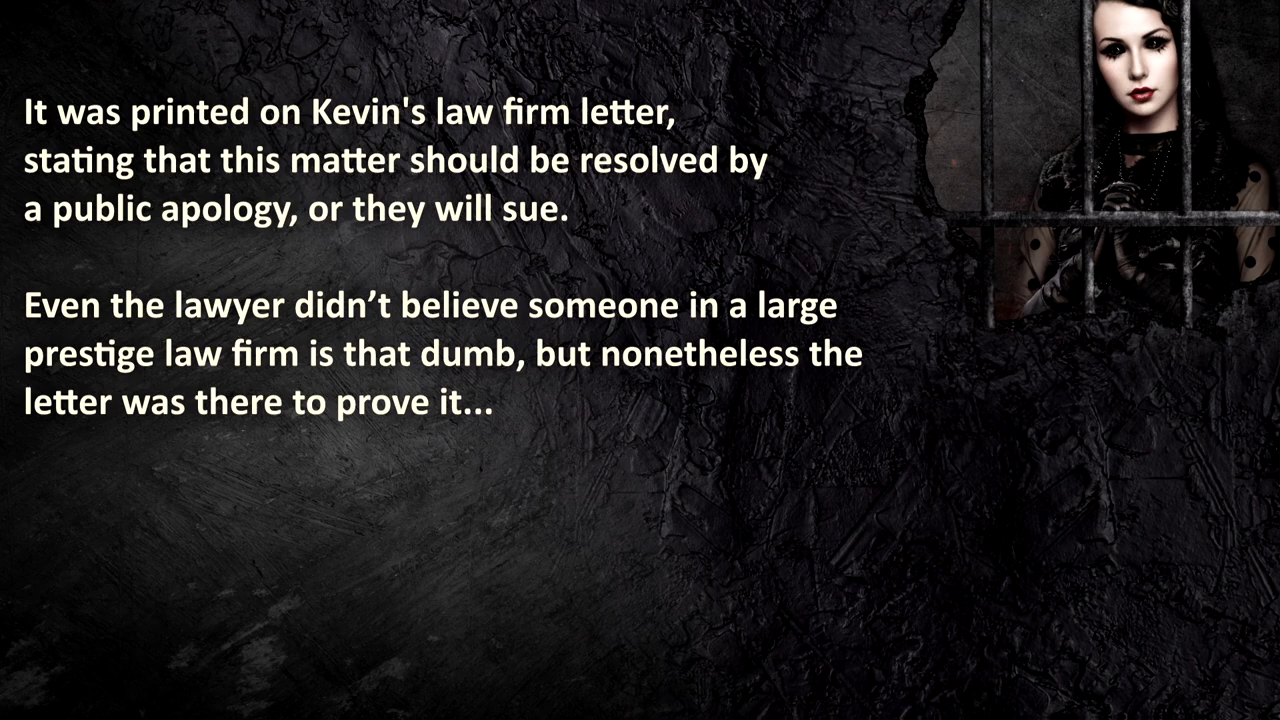 It was printed on Kevin's law firm letter,
stating that this matter should be resolved by
a public apology, or they will sue.
Even the lawyer didn’t believe someone in a large
prestige law firm is that dumb, but nonetheless the
letter was there to prove it...